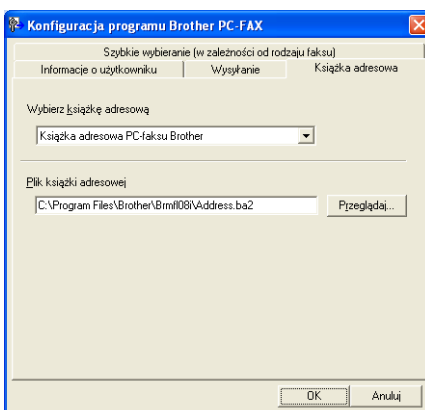 Konfiguracja programu Brother PC-FAX
Szybkie wybieranie (w zależności od rodzaju faksu)
Informacje o użytkowniku
Wysyłanie
Książka adresowa
Wybierz książkę adresową
Książka adresowa PC-faksu Brother
Plik książki adresowej
C:\Program Files\Brother\Brmfl08i\Address.ba2
Przeglądaj...
OK
Anuluj